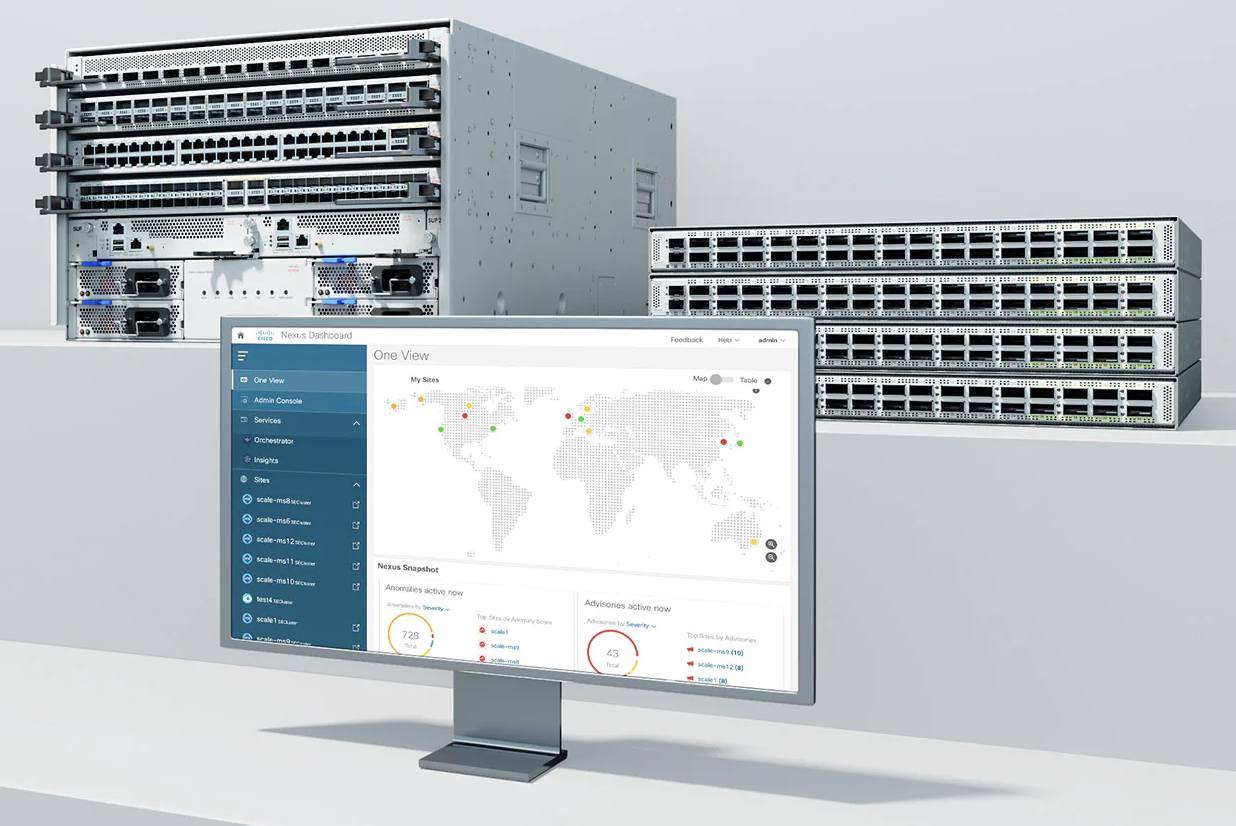 SUP
SUP 2
CISCO
Nexus Dashboard
Feedback
Help
admin
One View
Admin Console
Services
Orchestrator
Insights
Sites
scale-ms8 SECluster
scale-ms6 SECluster
scale-ms12 SECluster
scale-ms11 SECluster
scale-ms10 SECluster
test4 SECluster
scale1 SECluster
scale-ms9 SECluster
One View
My Sites
Map
Table
Nexus Snapshot
Anomalies active now
Anomalies by Severity
728
Total
Top Sites by Anomaly Score
scale1
scale-ms9
scale-ms8
Advisories active now
Advisories by Severity
43
Total
Top Sites by Advisories
scale-ms9 (10)
scale-ms12 (8)
scale1 (8)